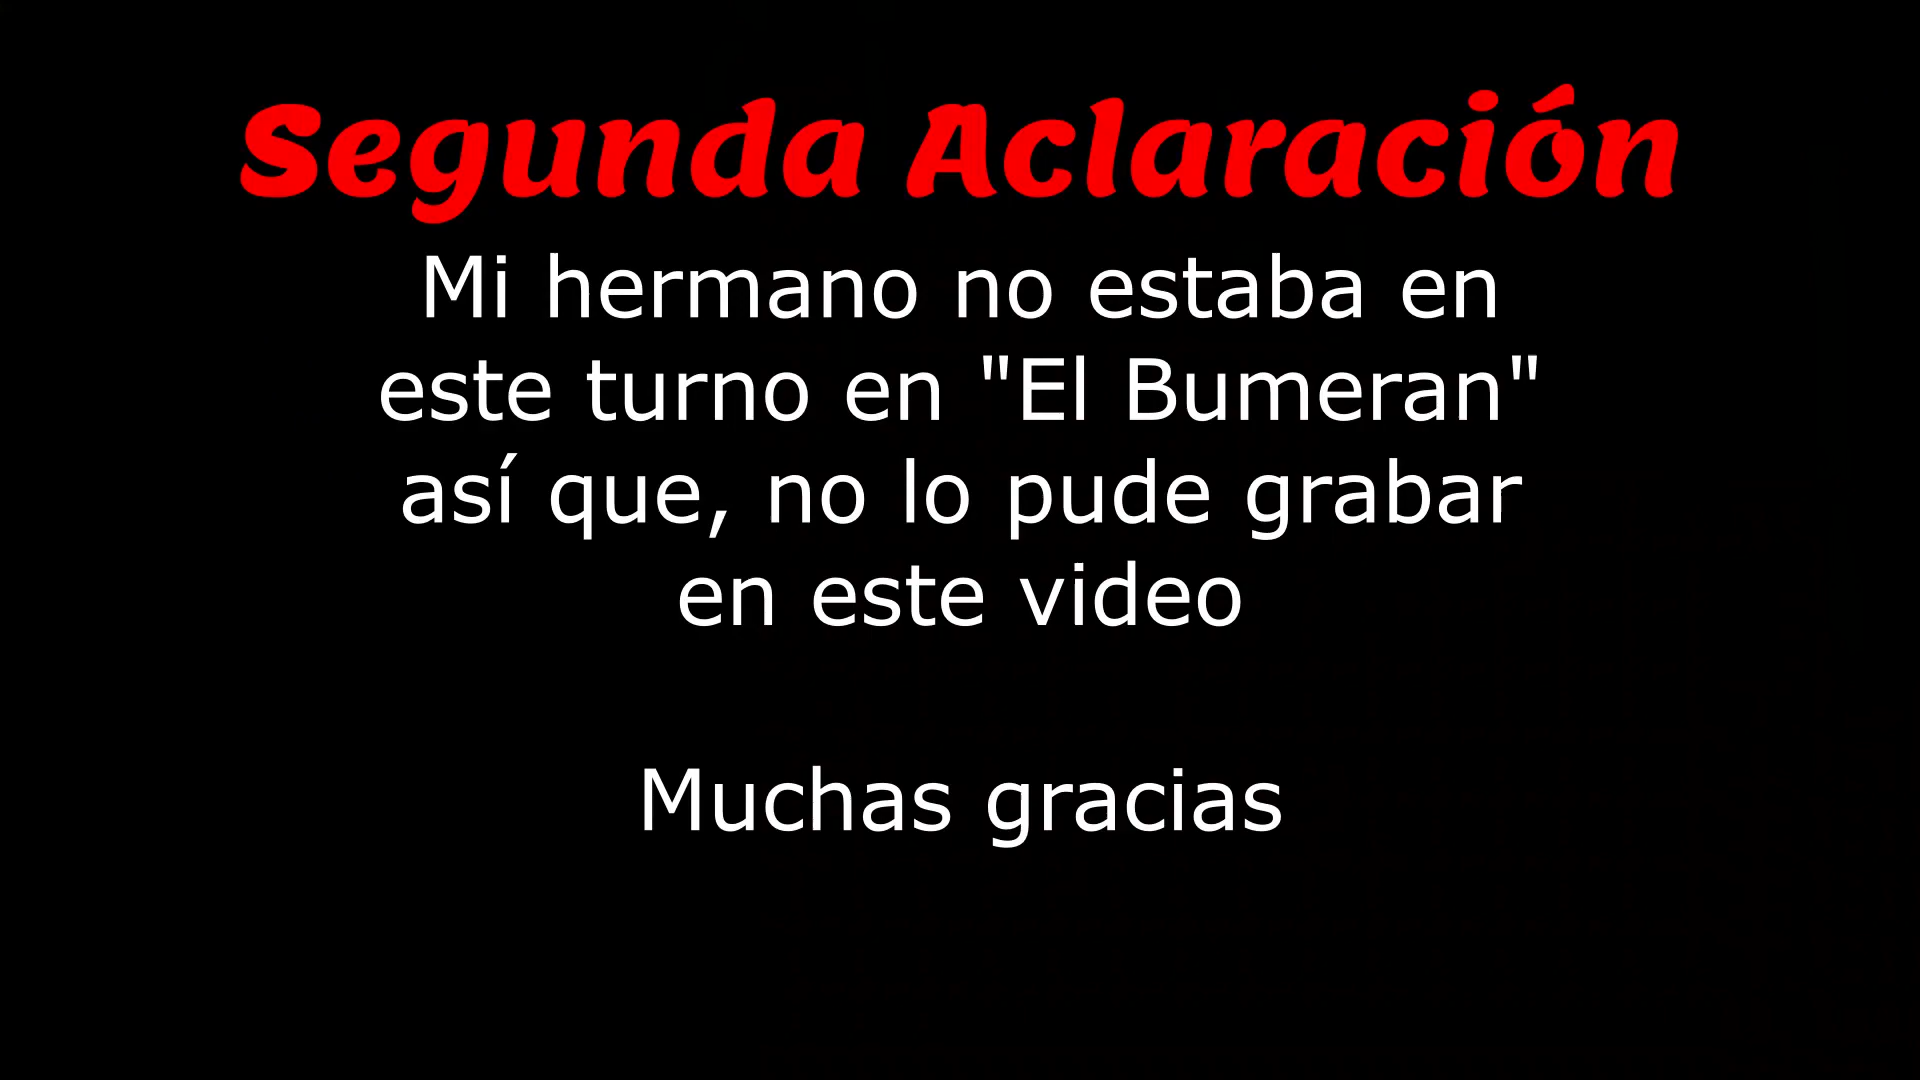 Segunda Aclaración
Mi hermano no estaba en
este turno en "El Bumeran"
así que, no lo pude grabar
en este video
Muchas gracias